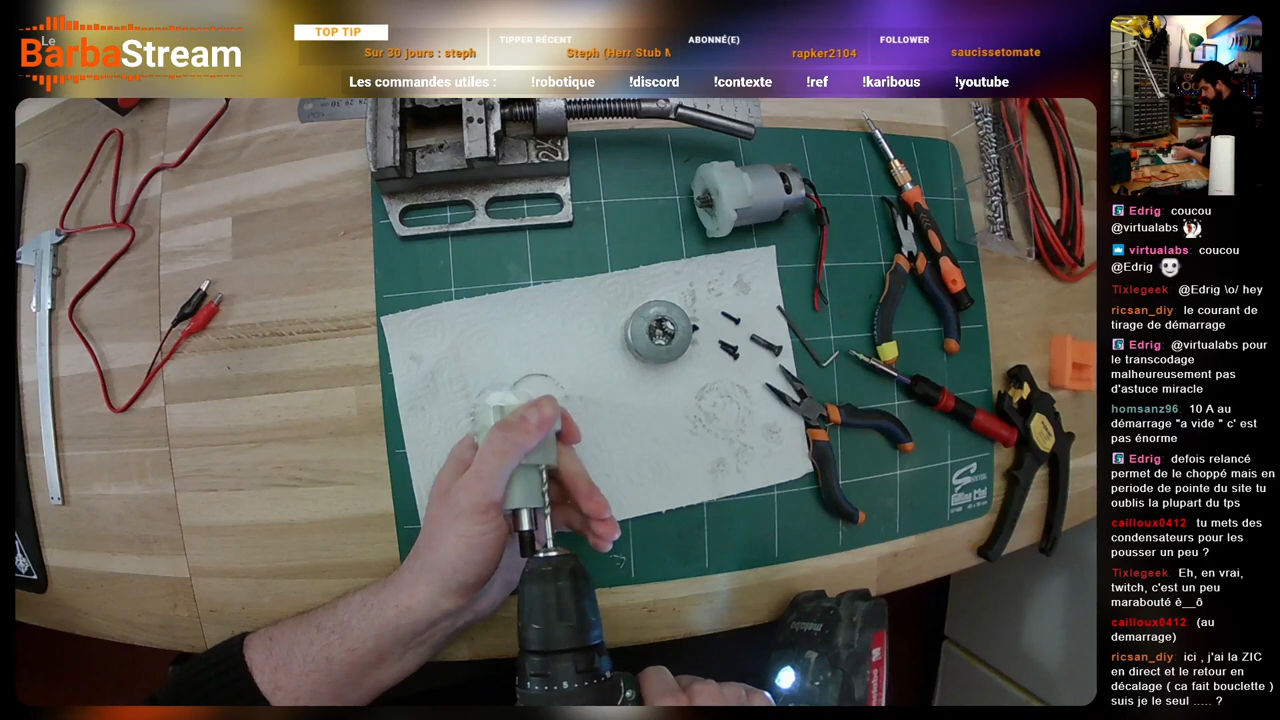 TOP TIP
Le
BarbaStream
Sur 30 jours : steph
TIPPER RÉCENT
Steph (Herr Stub
ABONNÉ(E)
rapker2104
FOLLOWER
saucissetomate
Les commandes utiles : !robotique !discord !contexte !ref !karibous !youtube
Edrig: coucou
@virtualabs
virtualabs: coucou
@Edrig
Tixlegeek: @Edrig \o/ hey
ricsan_diy: le courant de
tirage de démarrage
Edrig: @virtualabs pour
le transcodage
malheureusement pas
d'astuce miracle
homsanz96: 10 A au
démarrage "a vide " c' est
pas énorme
Edrig: defois relancé
permet de le choppé mais en
periode de pointe du site tu
oublis la plupart du tps
cailloux0412: tu mets des
condensateurs pour les
pousser un peu ?
Tixlegeek: Eh, en vrai,
twitch, c'est un peu
marabouté è__ô
cailloux0412: (au
demarrage)
ricsan_diy: ici , j'ai la ZIC
en direct et le retour en
décalage ( ca fait bouclette )
suis je le seul ..... ?
metabo